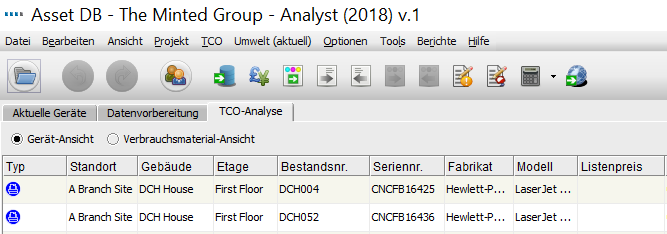 Asset DB - The Minted Group - Analyst (2018) v.1
Datei Bearbeiten Ansicht Projekt TCO Umwelt (aktuell) Optionen Tools Berichte Hilfe
Aktuelle Geräte Datenvorbereitung TCO-Analyse
Gerät-Ansicht Verbrauchsmaterial-Ansicht
Typ Standort Gebäude Etage Bestandsnr. Seriennr. Fabrikat Modell Listenpreis
A Branch Site DCH House First Floor DCH004 CNCFB16425 Hewlett-P... LaserJet ...
A Branch Site DCH House First Floor DCH052 CNCFB16436 Hewlett-P... LaserJet ...